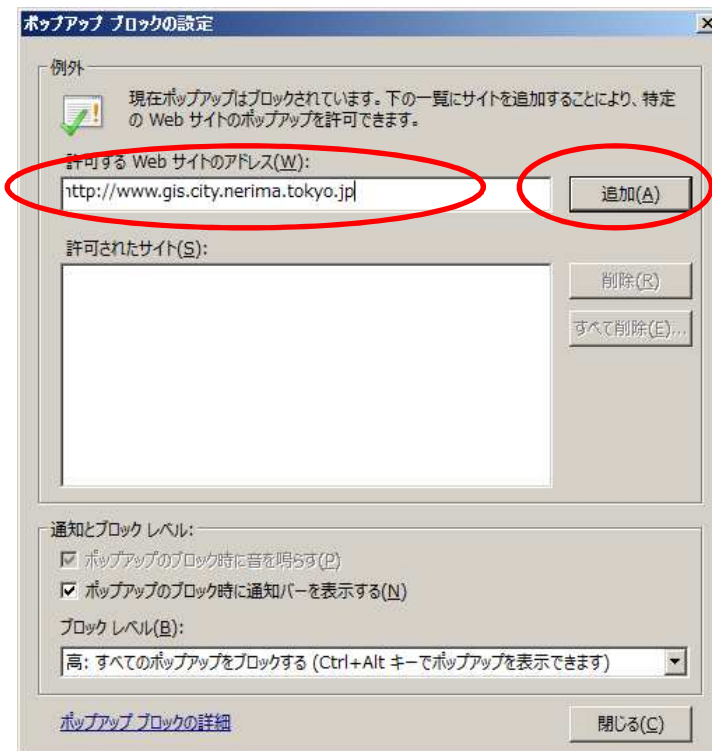 ポップアップ ブロックの設定
例外
現在ポップアップはブロックされています。下の一覧にサイトを追加することにより、特定
の Web サイトのポップアップを許可できます。
許可する Web サイトのアドレス(W):
http://www.gis.city.nerima.tokyo.jp
追加(A)
許可されたサイト(S):
削除(R)
すべて削除(E)...
通知とブロック レベル:
ポップアップのブロック時に音を鳴らす(P)
ポップアップのブロック時に通知バーを表示する(N)
ブロック レベル(B):
高: すべてのポップアップをブロックする (Ctrl+Alt キーでポップアップを表示できます)
ポップアップ ブロックの詳細
閉じる(C)